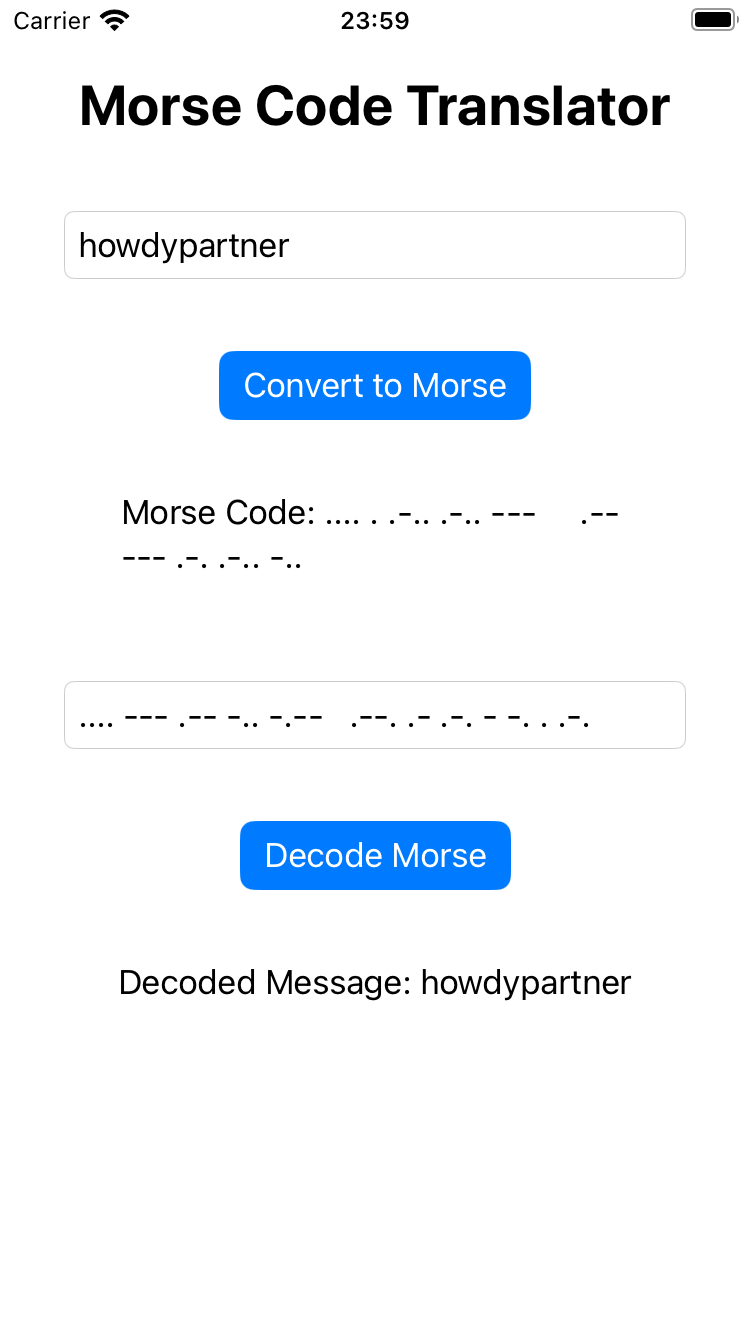 Carrier 23:59
Morse Code Translator
howdypartner
Convert to Morse
Morse Code: .... . .-.. .-.. ---     .--
--- .-. .-.. -..
.... --- .-- -.. -.--   .--. .- .-. - -. . .-.
Decode Morse
Decoded Message: howdypartner